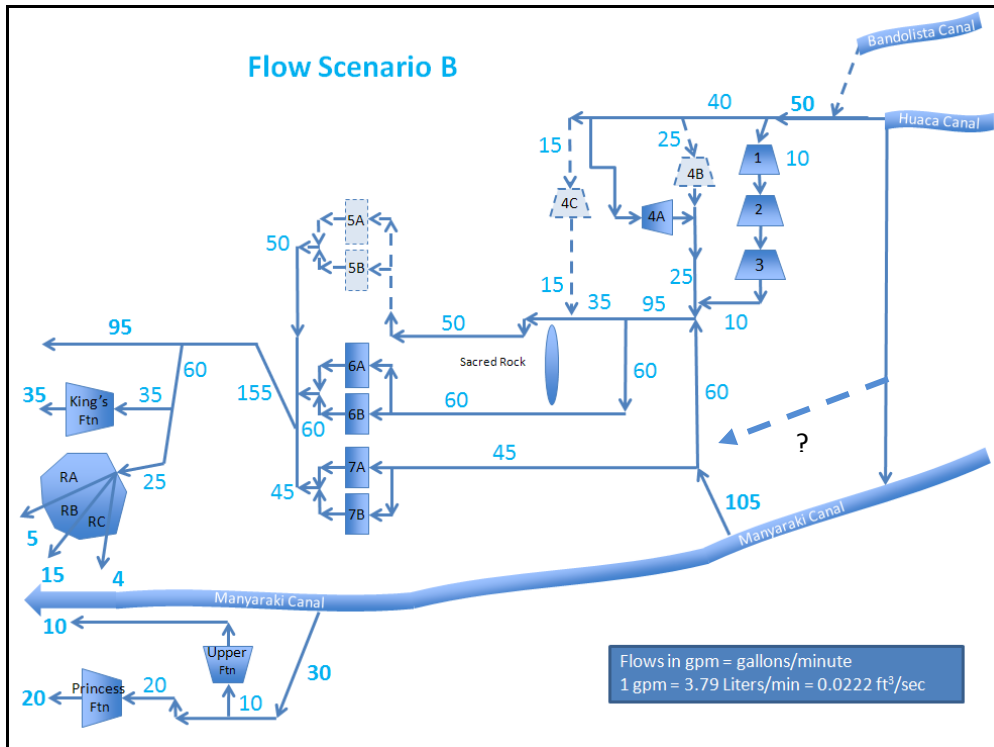 Flow Scenario B
Bandolista Canal
Huaca Canal
40
50
15
25
10
1
2
3
4B
4C
4A
5A
5B
50
15
35
95
25
10
50
Sacred Rock
95
60
155
6A
6B
60
60
60
60
?
35
King's
Ftn
35
25
RA
RB
RC
5
15
4
45
7A
7B
45
105
Manyaraki Canal
Manyaraki Canal
10
Upper
Ftn
30
20
Princess
Ftn
20
10
Flows in gpm = gallons/minute
1 gpm = 3.79 Liters/min = 0.0222 ft³/sec